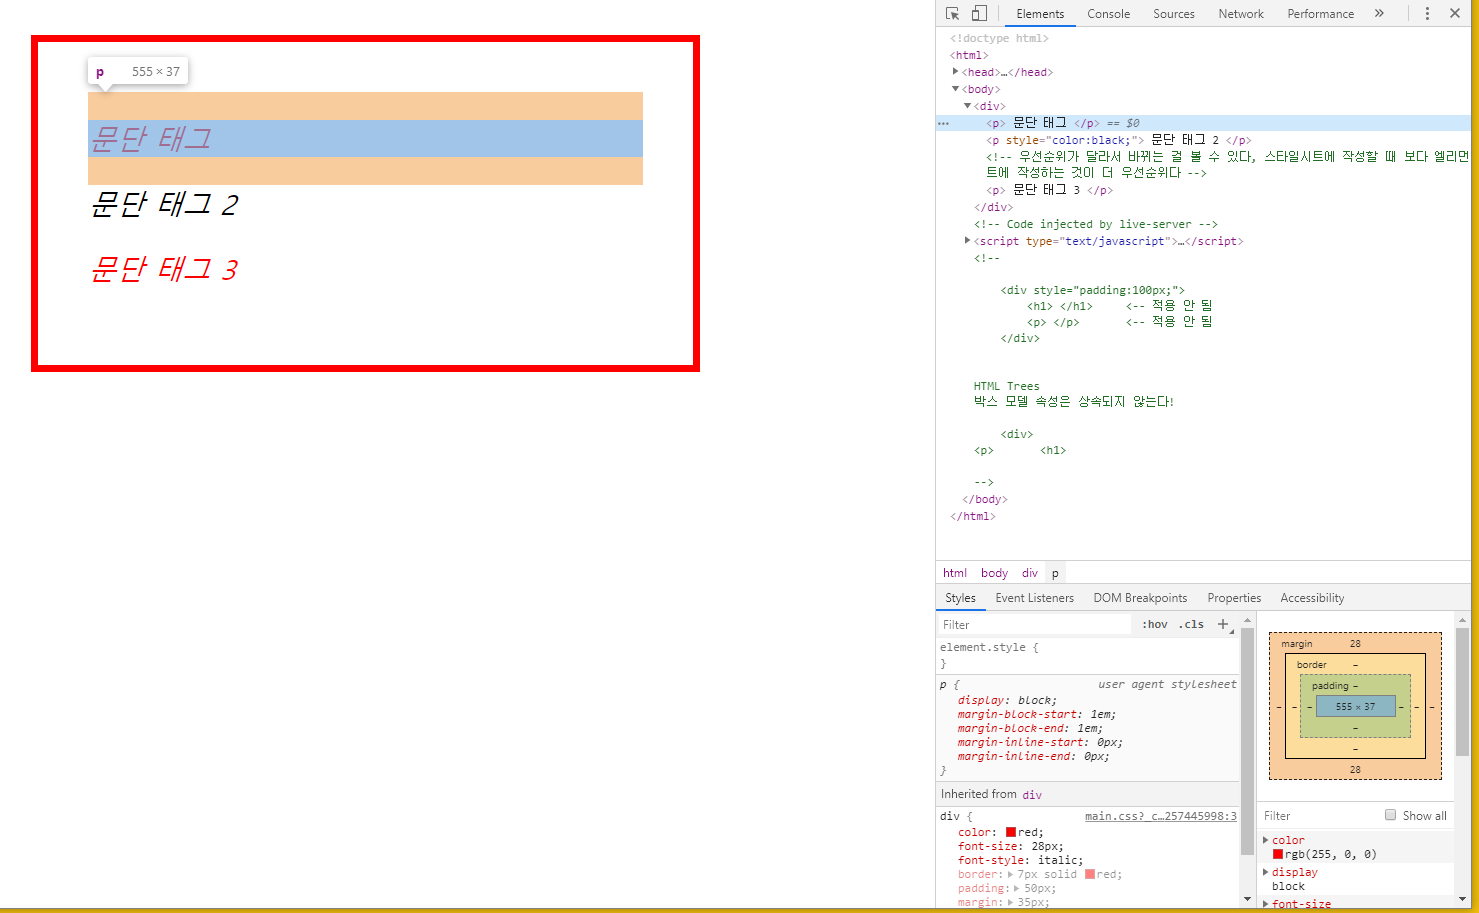 p 555 × 37
문단 태그
문단 태그 2
문단 태그 3
Elements Console Sources Network Performance »
<!doctype html>
<html>
<head>…</head>
<body>
<div>
<p> 문단 태그 </p> == $0
<p style="color:black;"> 문단 태그 2 </p>
<!-- 우선순위가 달라서 바뀌는 걸 볼 수 있다, 스타일시트에 작성할 때 보다 엘리먼
트에 작성하는 것이 더 우선순위다 -->
<p> 문단 태그 3 </p>
</div>
<!-- Code injected by live-server -->
<script type="text/javascript">…</script>
<!--
<div style="padding:100px;">
<h1> </h1> <-- 적용 안 됨
<p> </p> <-- 적용 안 됨
</div>
HTML Trees
박스 모델 속성은 상속되지 않는다!
<div>
<p> <h1>
-->
</body>
</html>
html body div p
Styles Event Listeners DOM Breakpoints Properties Accessibility
Filter :hov .cls +
element.style {
}
p { user agent stylesheet
display: block;
margin-block-start: 1em;
margin-block-end: 1em;
margin-inline-start: 0px;
margin-inline-end: 0px;
}
Inherited from div
div { main.css?_c…257445998:3
color: red;
font-size: 28px;
font-style: italic;
border: 7px solid red;
padding: 50px;
margin: 35px;
margin 28
border –
padding –
– – – 555 × 37 – – –
–
–
28
Filter Show all
color
rgb(255, 0, 0)
display
block
font-size